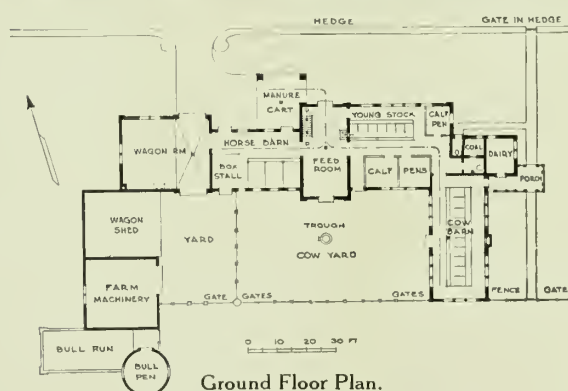 HEDGE
GATE IN HEDGE
MANURE
CART
YOUNG STOCK
CALF
PEN
WAGON RM
HORSE BARN
BOX
STALL
FEED
ROOM
CALF PENS
COAL
DAIRY
PORCH
WAGON
SHED
YARD
TROUGH
COW YARD
COW
BARN
FARM
MACHINERY
GATE
GATES
GATES
FENCE
GATE
BULL RUN
BULL
PEN
0 10 20 30 FT
Ground Floor Plan.